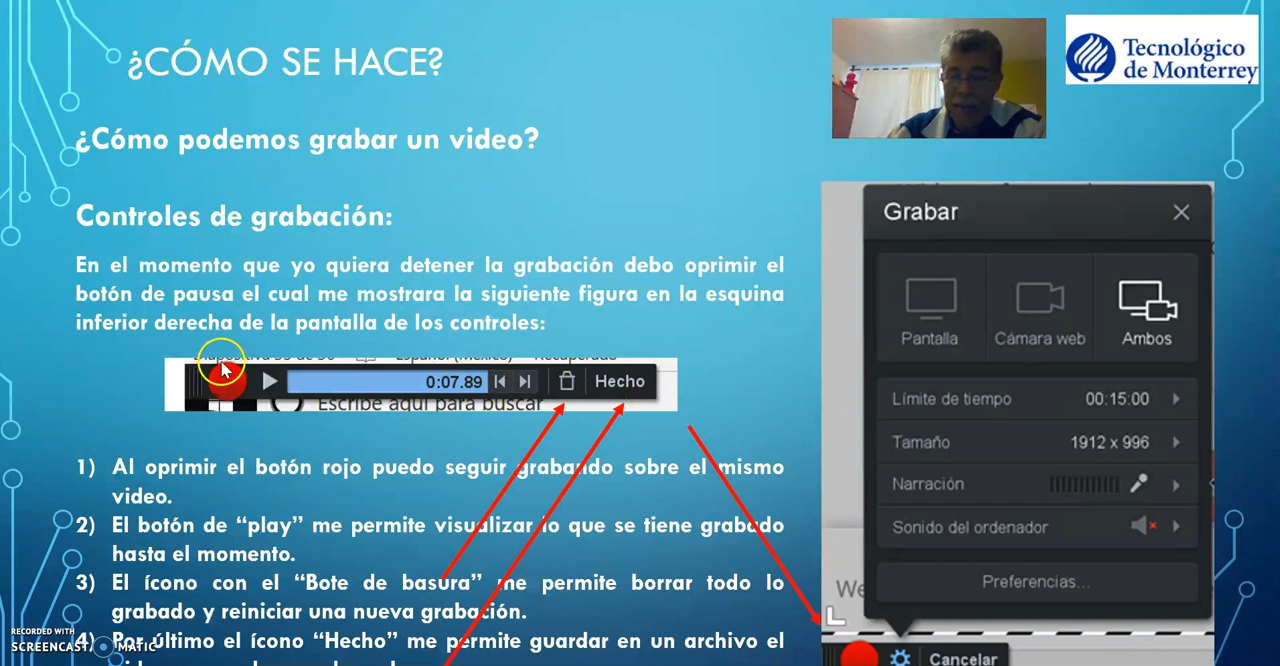 ¿CÓMO SE HACE?
Tecnológico
de Monterrey
¿Cómo podemos grabar un video?
Controles de grabación:
En el momento que yo quiera detener la grabación debo oprimir el
botón de pausa el cual me mostrara la siguiente figura en la esquina
inferior derecha de la pantalla de los controles:
0:07.89 Hecho
Escribe aquí para buscar
1) Al oprimir el botón rojo puedo seguir grabando sobre el mismo
video.
2) El botón de “play” me permite visualizar lo que se tiene grabado
hasta el momento.
3) El ícono con el “Bote de basura” me permite borrar todo lo
grabado y reiniciar una nueva grabación.
4) Por último el ícono “Hecho” me permite guardar en un archivo el
Grabar
Pantalla Cámara web Ambos
Límite de tiempo 00:15:00
Tamaño 1912 x 996
Narración
Sonido del ordenador
Preferencias...
We
Cancelar
RECORDED WITH
SCREENCAST MATIC